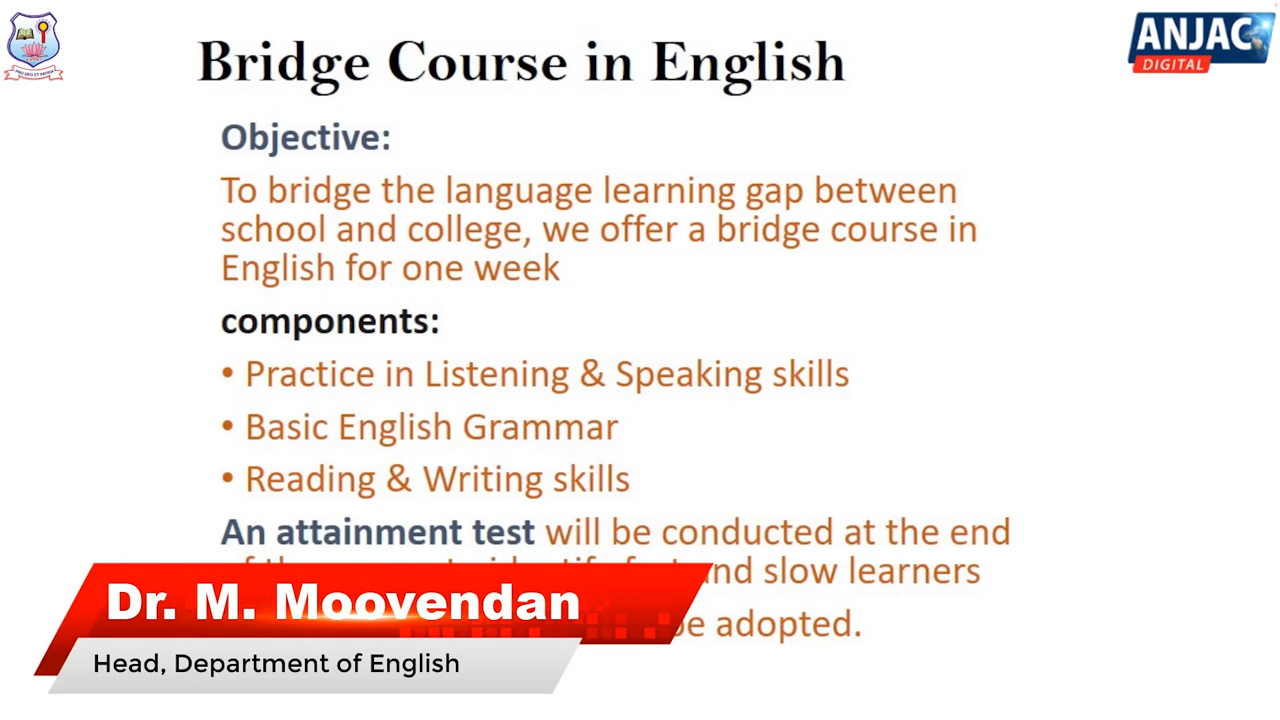 ANJAC
DIGITAL
Bridge Course in English
Objective:
To bridge the language learning gap between
school and college, we offer a bridge course in
English for one week
components:
• Practice in Listening & Speaking skills
• Basic English Grammar
• Reading & Writing skills
An attainment test will be conducted at the end
and slow learners
be adopted.
Dr. M. Moovendan
Head, Department of English